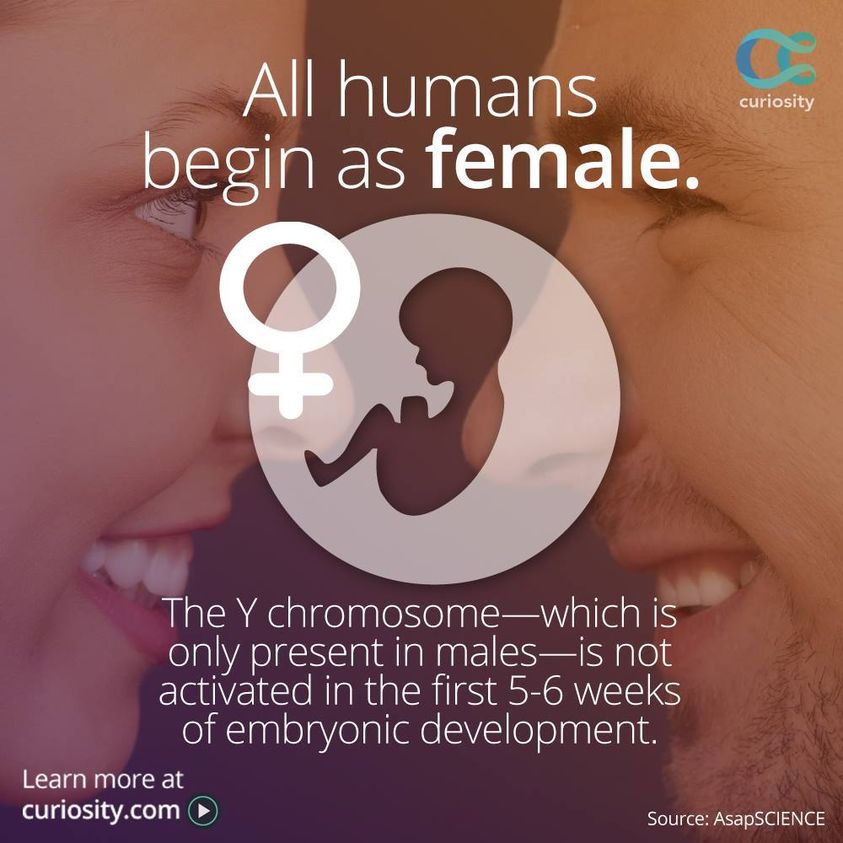 curiosity
All humans
begin as female.
The Y chromosome—which is
only present in males—is not
activated in the first 5-6 weeks
of embryonic development.
Learn more at
curiosity.com
Source: AsapSCIENCE